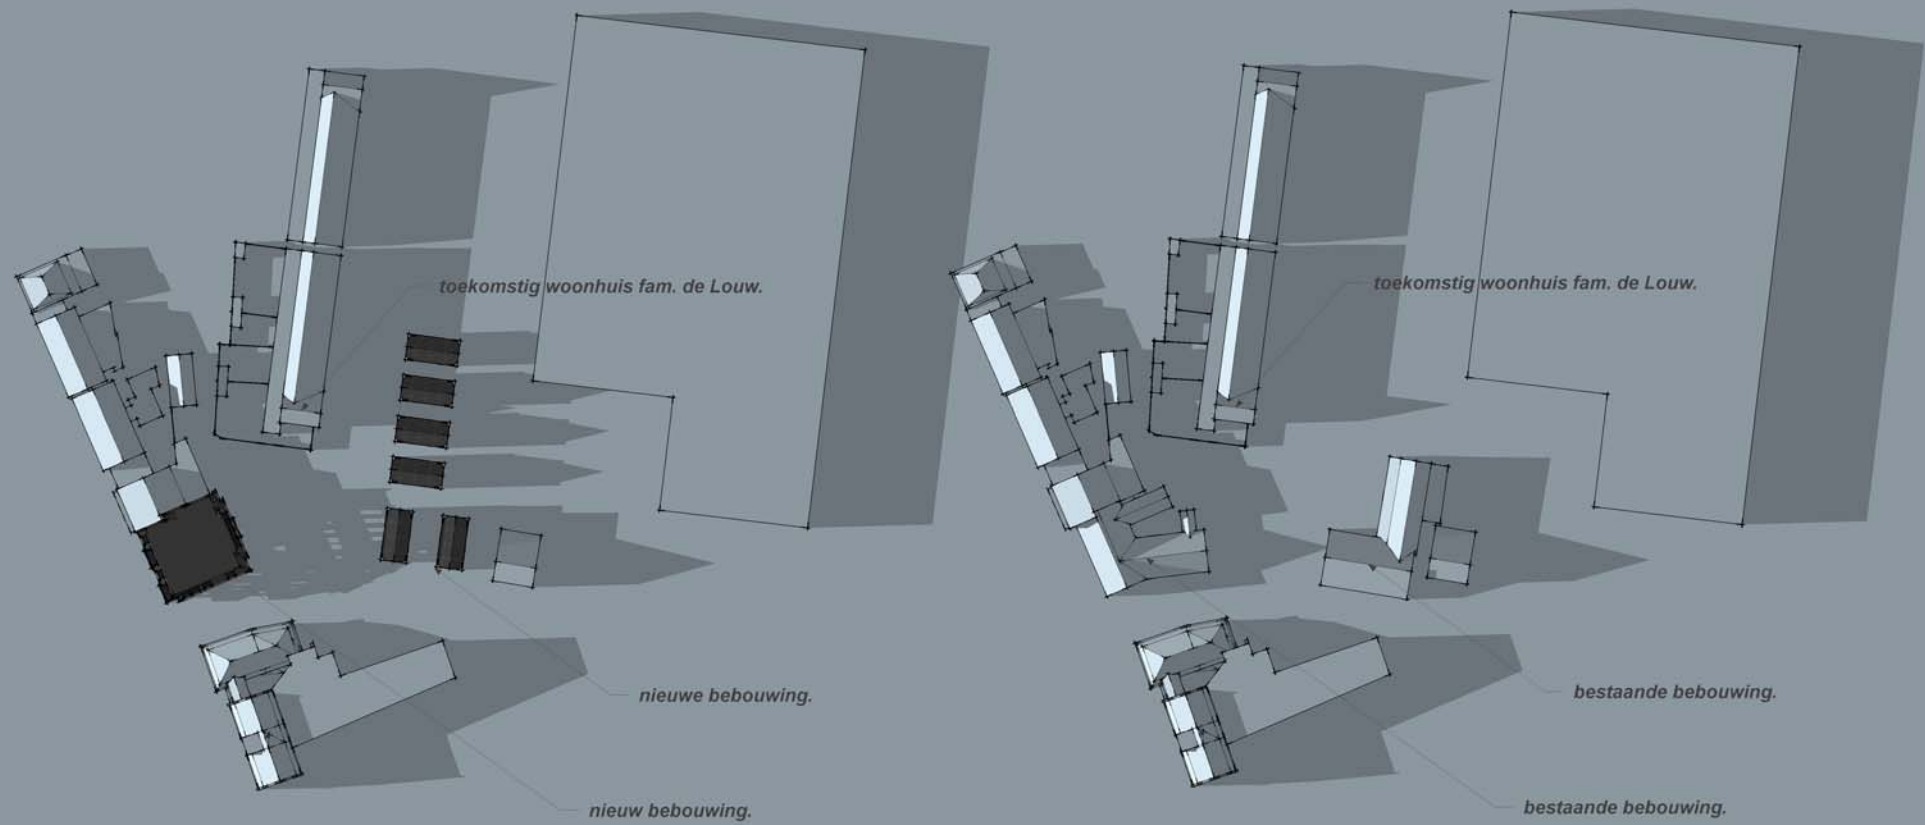 toekomstig woonhuis fam. de Louw.
toekomstig woonhuis fam. de Louw.
nieuwe bebouwing.
bestaande bebouwing.
nieuw bebouwing.
bestaande bebouwing.